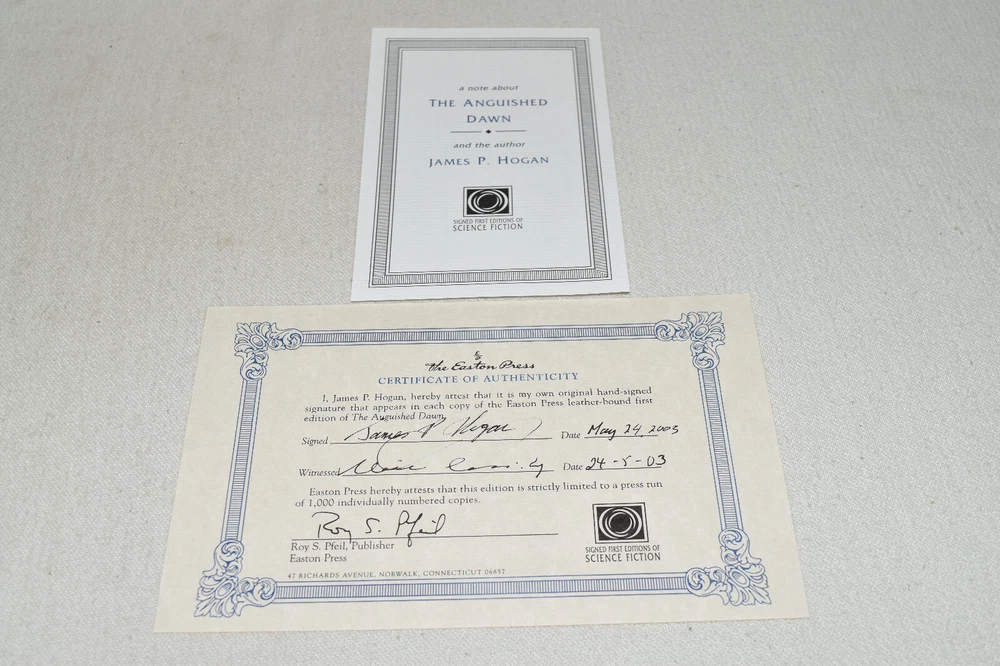 a note about
THE ANGUISHED
DAWN
and the author
JAMES P. HOGAN
SIGNED FIRST EDITIONS OF
SCIENCE FICTION
The Easton Press
CERTIFICATE OF AUTHENTICITY
I, James P. Hogan, hereby attest that it is my own original hand-signed
signature that appears in each copy of the Easton Press leather-bound first
edition of The Anguished Dawn.
Signed James P Hogan Date May 24, 2003
Witnessed Date 24-5-03
Easton Press hereby attests that this edition is strictly limited to a press run
of 1,000 individually numbered copies.
Roy S. Pfeil
Roy S. Pfeil, Publisher
Easton Press
SIGNED FIRST EDITIONS OF
SCIENCE FICTION
47 RICHARDS AVENUE, NORWALK, CONNECTICUT 06857